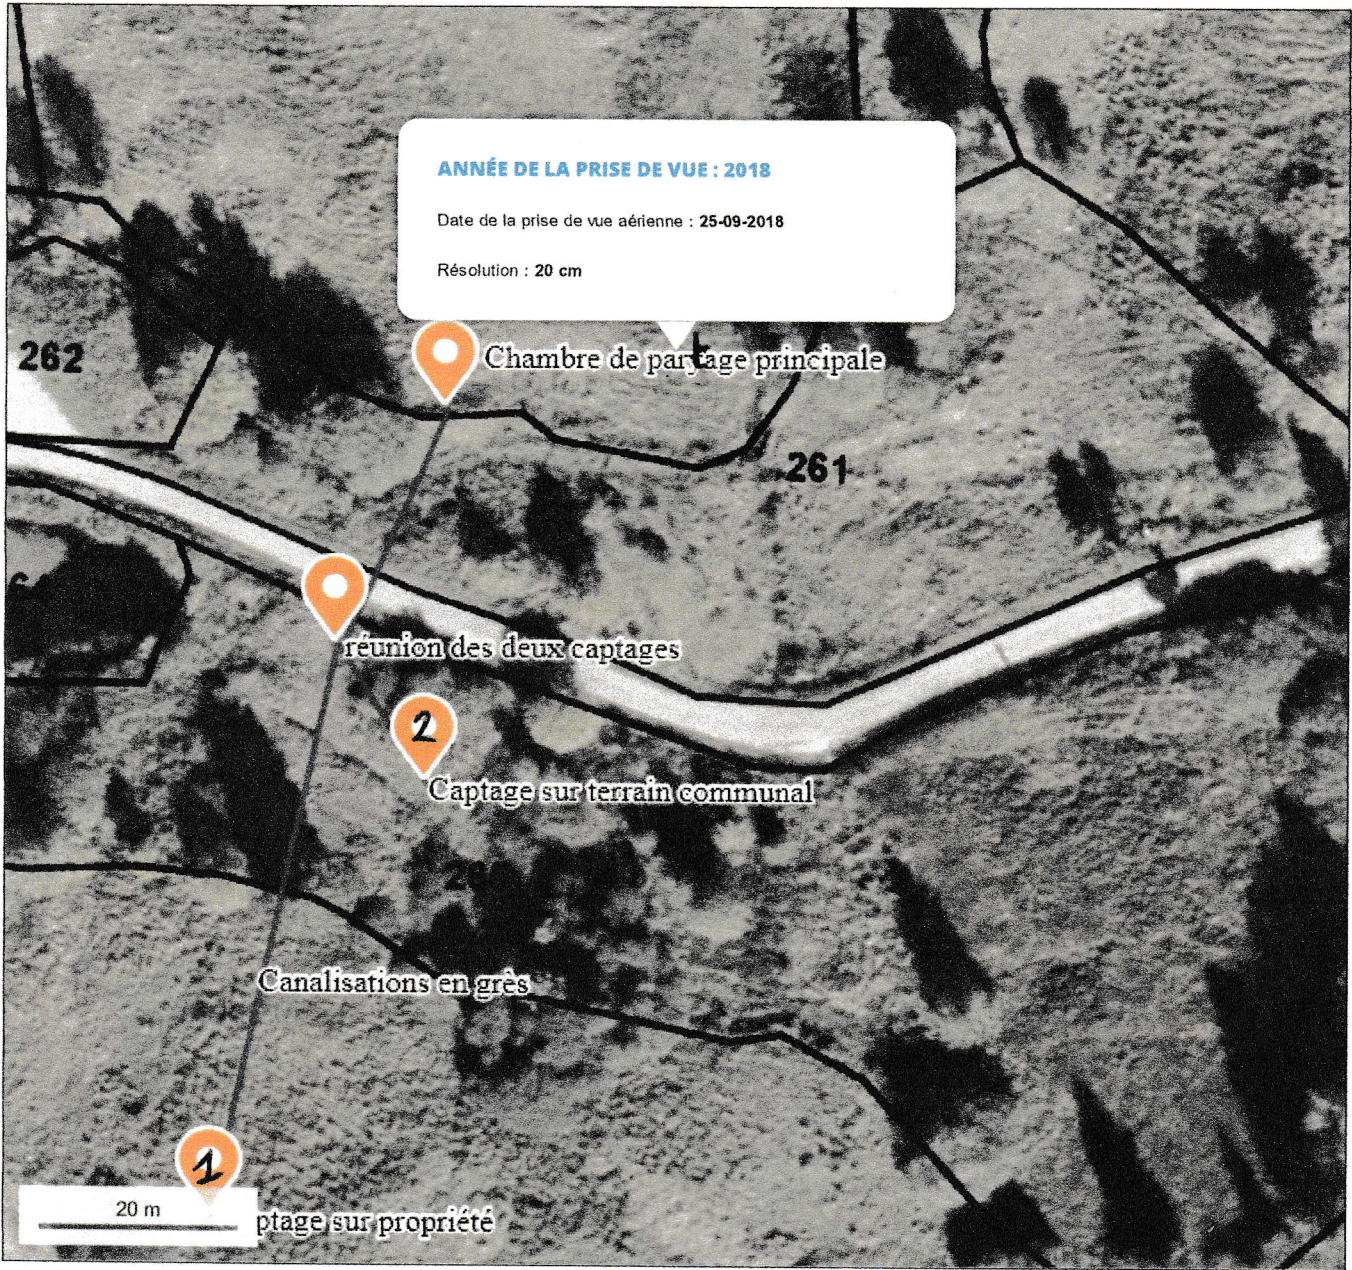 ANNÉE DE LA PRISE DE VUE : 2018
Date de la prise de vue aérienne : 25-09-2018
Résolution : 20 cm
262
Chambre de partage principale
261
réunion des deux captages
2
Captage sur terrain communal
Canalisations en grès
1
20 m
ptage sur propriété